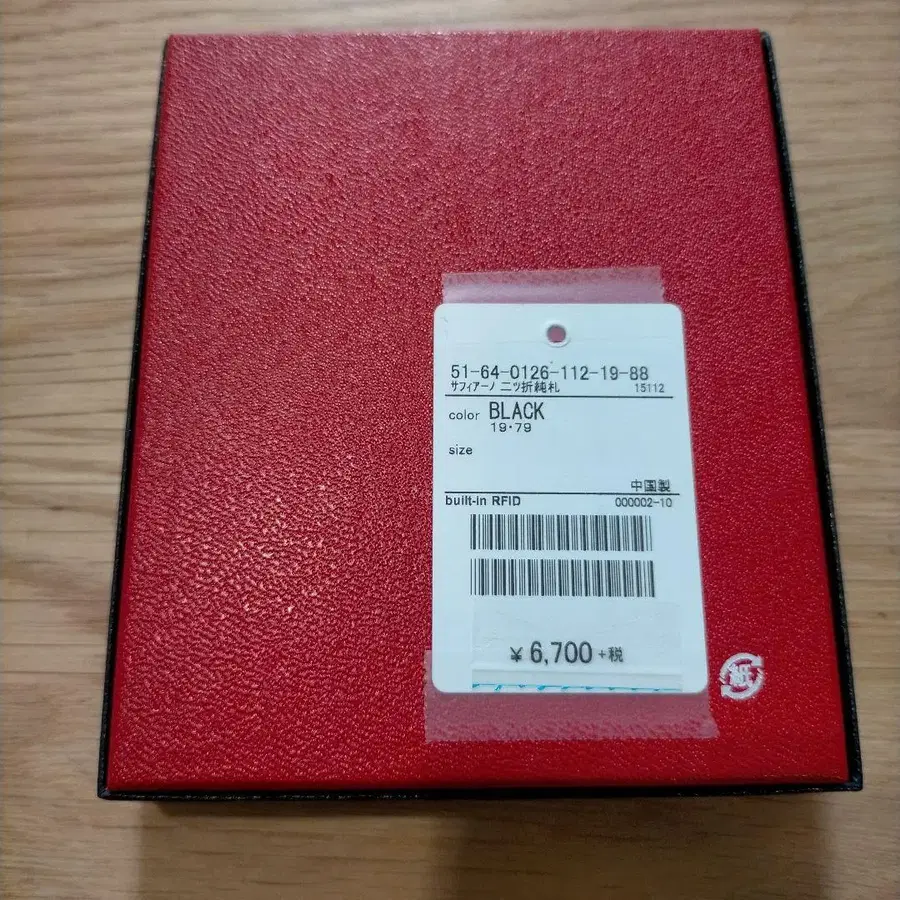 51-64-0126-112-19-88
サフィアーノ 二ツ折純札
15112
color BLACK
19・79
size
中国製
built-in RFID 000002-10
¥6,700+税
紙